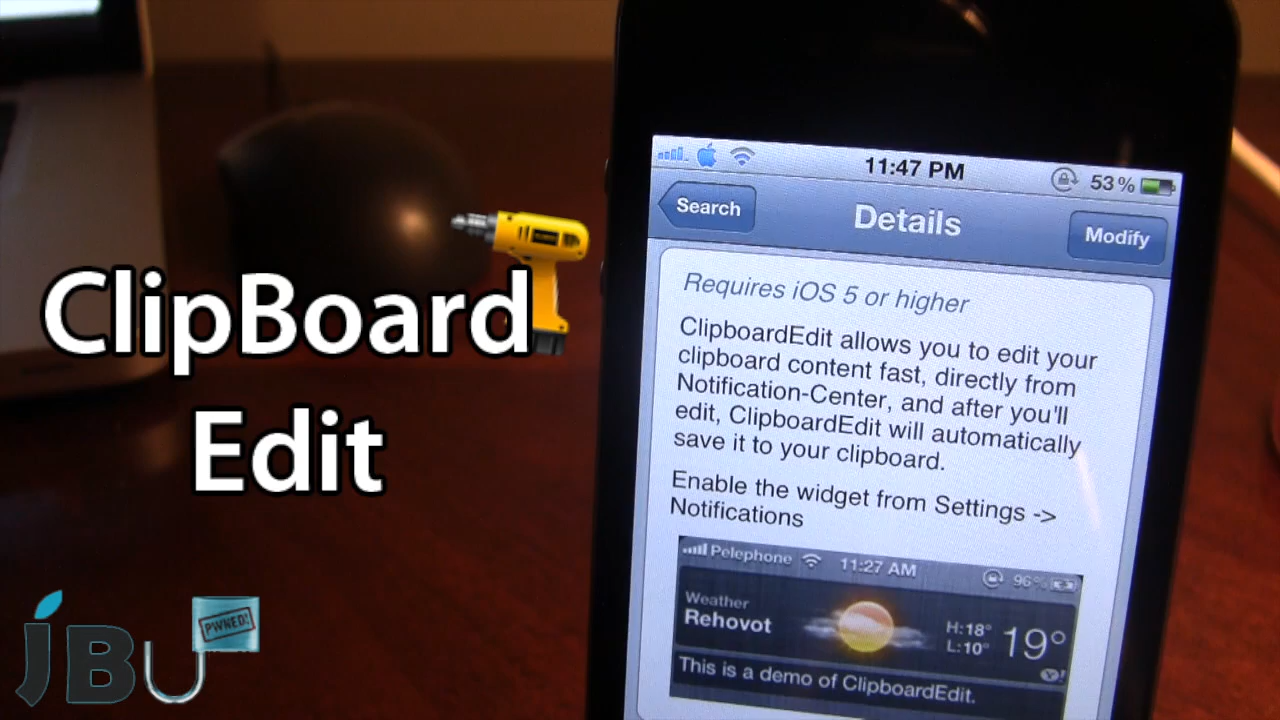 11:47 PM
53%
Search
Details
Modify
Requires iOS 5 or higher
ClipboardEdit allows you to edit your
clipboard content fast, directly from
Notification-Center, and after you'll
edit, ClipboardEdit will automatically
save it to your clipboard.
Enable the widget from Settings ->
Notifications
Pelephone
11:27 AM
96%
Weather
Rehovot
H:18°
L:10°
19°
Y!
This is a demo of ClipboardEdit.
ClipBoard
Edit
JBU
PWNED!